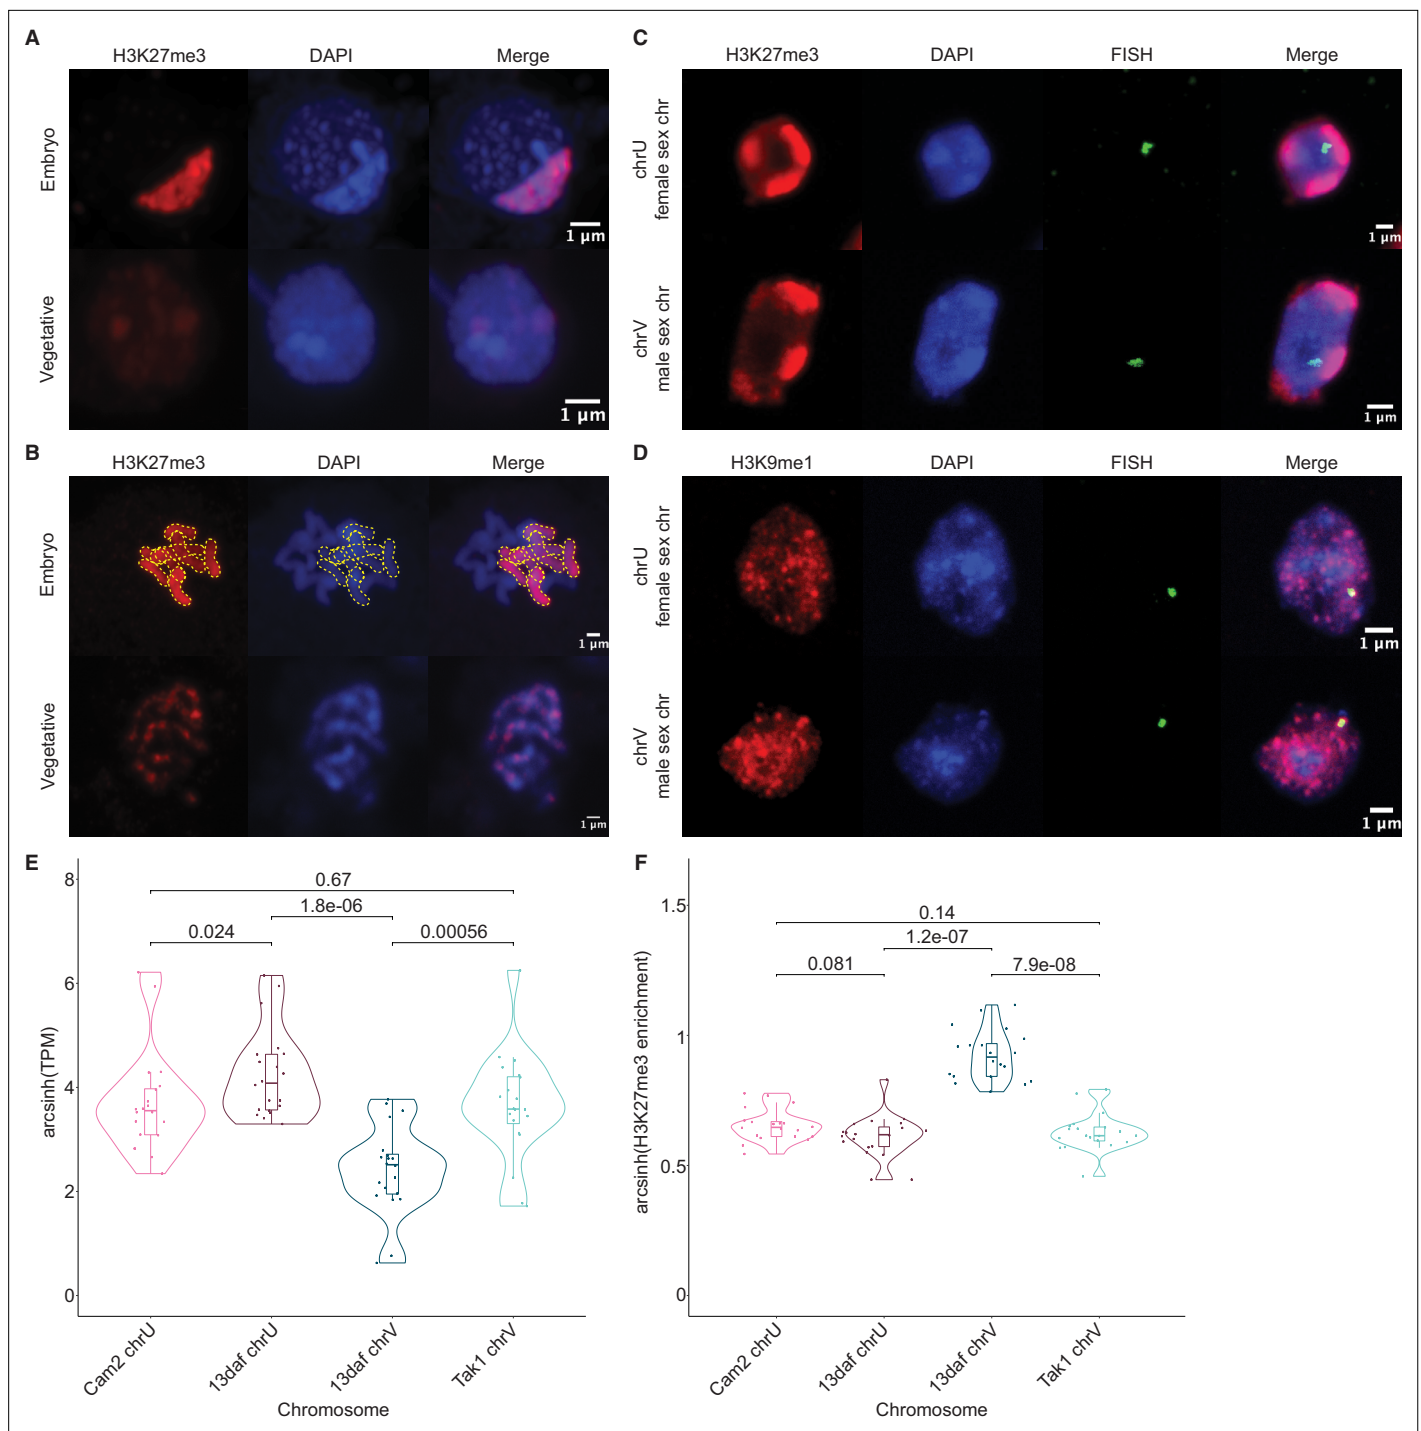 A
H3K27me3 DAPI Merge
Embryo
1 µm
Vegetative
1 µm
B
H3K27me3 DAPI Merge
Embryo
1 µm
Vegetative
1 µm
C
H3K27me3 DAPI FISH Merge
chrU
female sex chr
1 µm
chrV
male sex chr
1 µm
D
H3K9me1 DAPI FISH Merge
chrU
female sex chr
1 µm
chrV
male sex chr
1 µm
E
8
6
4
2
0
arcsinh(TPM)
0.67
1.8e-06
0.024 0.00056
Cam2 chrU
13daf chrU
13daf chrV
Tak1 chrV
Chromosome
F
1.5
1
0.5
0
arcsinh(H3K27me3 enrichment)
0.14
1.2e-07
0.081 7.9e-08
Cam2 chrU
13daf chrU
13daf chrV
Tak1 chrV
Chromosome